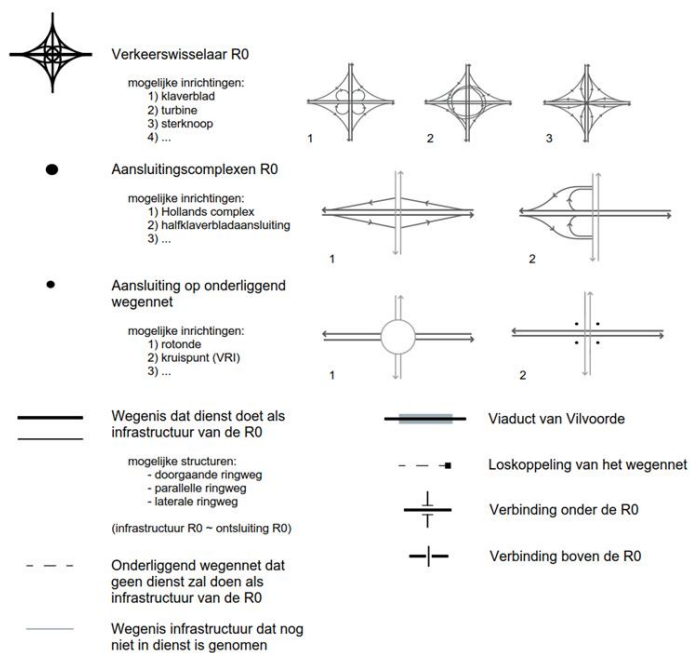 Verkeerswisselaar R0
mogelijke inrichtingen:
1) klaverblad
2) turbine
3) sterknoop
4) ...
1
2
3
Aansluitingscomplexen R0
mogelijke inrichtingen:
1) Hollands complex
2) halfklaverbladaansluiting
3) ...
1
2
Aansluiting op onderliggend
wegennet
mogelijke inrichtingen:
1) rotonde
2) kruispunt (VRI)
3) ...
1
2
Wegenis dat dienst doet als
infrastructuur van de R0
mogelijke structuren:
- doorgaande ringweg
- parallelle ringweg
- laterale ringweg
(infrastructuur R0 ~ ontsluiting R0)
Onderliggend wegennet dat
geen dienst zal doen als
infrastructuur van de R0
Wegenis infrastructuur dat nog
niet in dienst is genomen
Viaduct van Vilvoorde
Loskoppeling van het wegennet
Verbinding onder de R0
Verbinding boven de R0